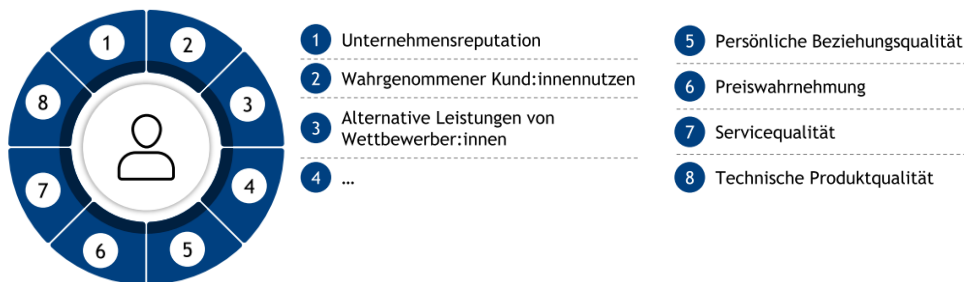 1
2
3
4
5
6
7
8
1 Unternehmensreputation
2 Wahrgenommener Kund:innennutzen
3 Alternative Leistungen von
Wettbewerber:innen
4 ...
5 Persönliche Beziehungsqualität
6 Preiswahrnehmung
7 Servicequalität
8 Technische Produktqualität